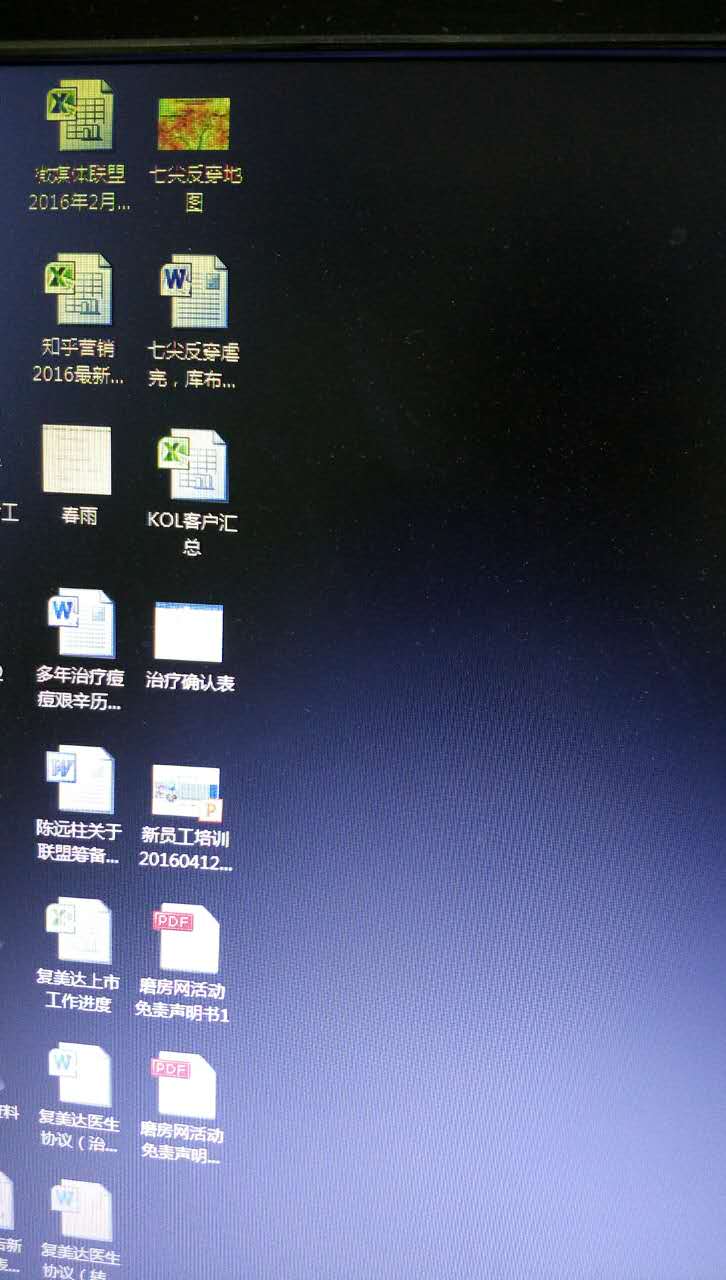 微媒体联盟
2016年2月...
七尖反穿地
图
知乎营销
2016最新...
七尖反穿虐
完，库布...
工
春雨
KOL客户汇
总
多年治疗痘
痘艰辛历...
治疗确认表
陈远柱关于
联盟筹备...
新员工培训
20160412...
复美达上市
工作进度
PDF
磨房网活动
免责声明书1
料
复美达医生
协议（治...
PDF
磨房网活动
免责声明...
新
表...
复美达医生
协议（转...